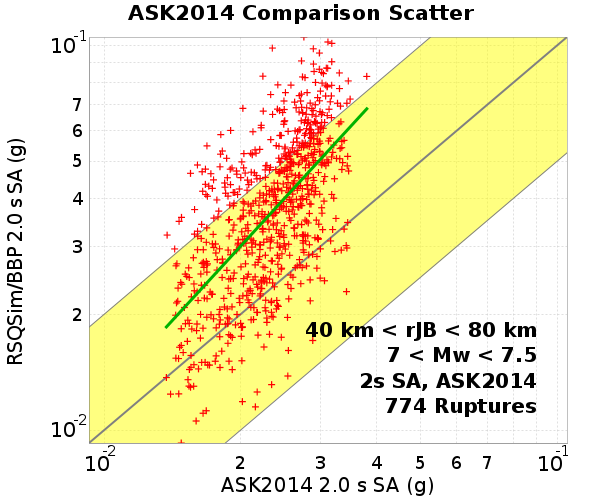 ASK2014 Comparison Scatter
RSQSim/BBP 2.0 s SA (g)
10⁻¹
7
6
5
4
3
2
10⁻²
40 km < rJB < 80 km
7 < Mw < 7.5
2s SA, ASK2014
774 Ruptures
10⁻² 2 3 4 5 6 7 10⁻¹
ASK2014 2.0 s SA (g)